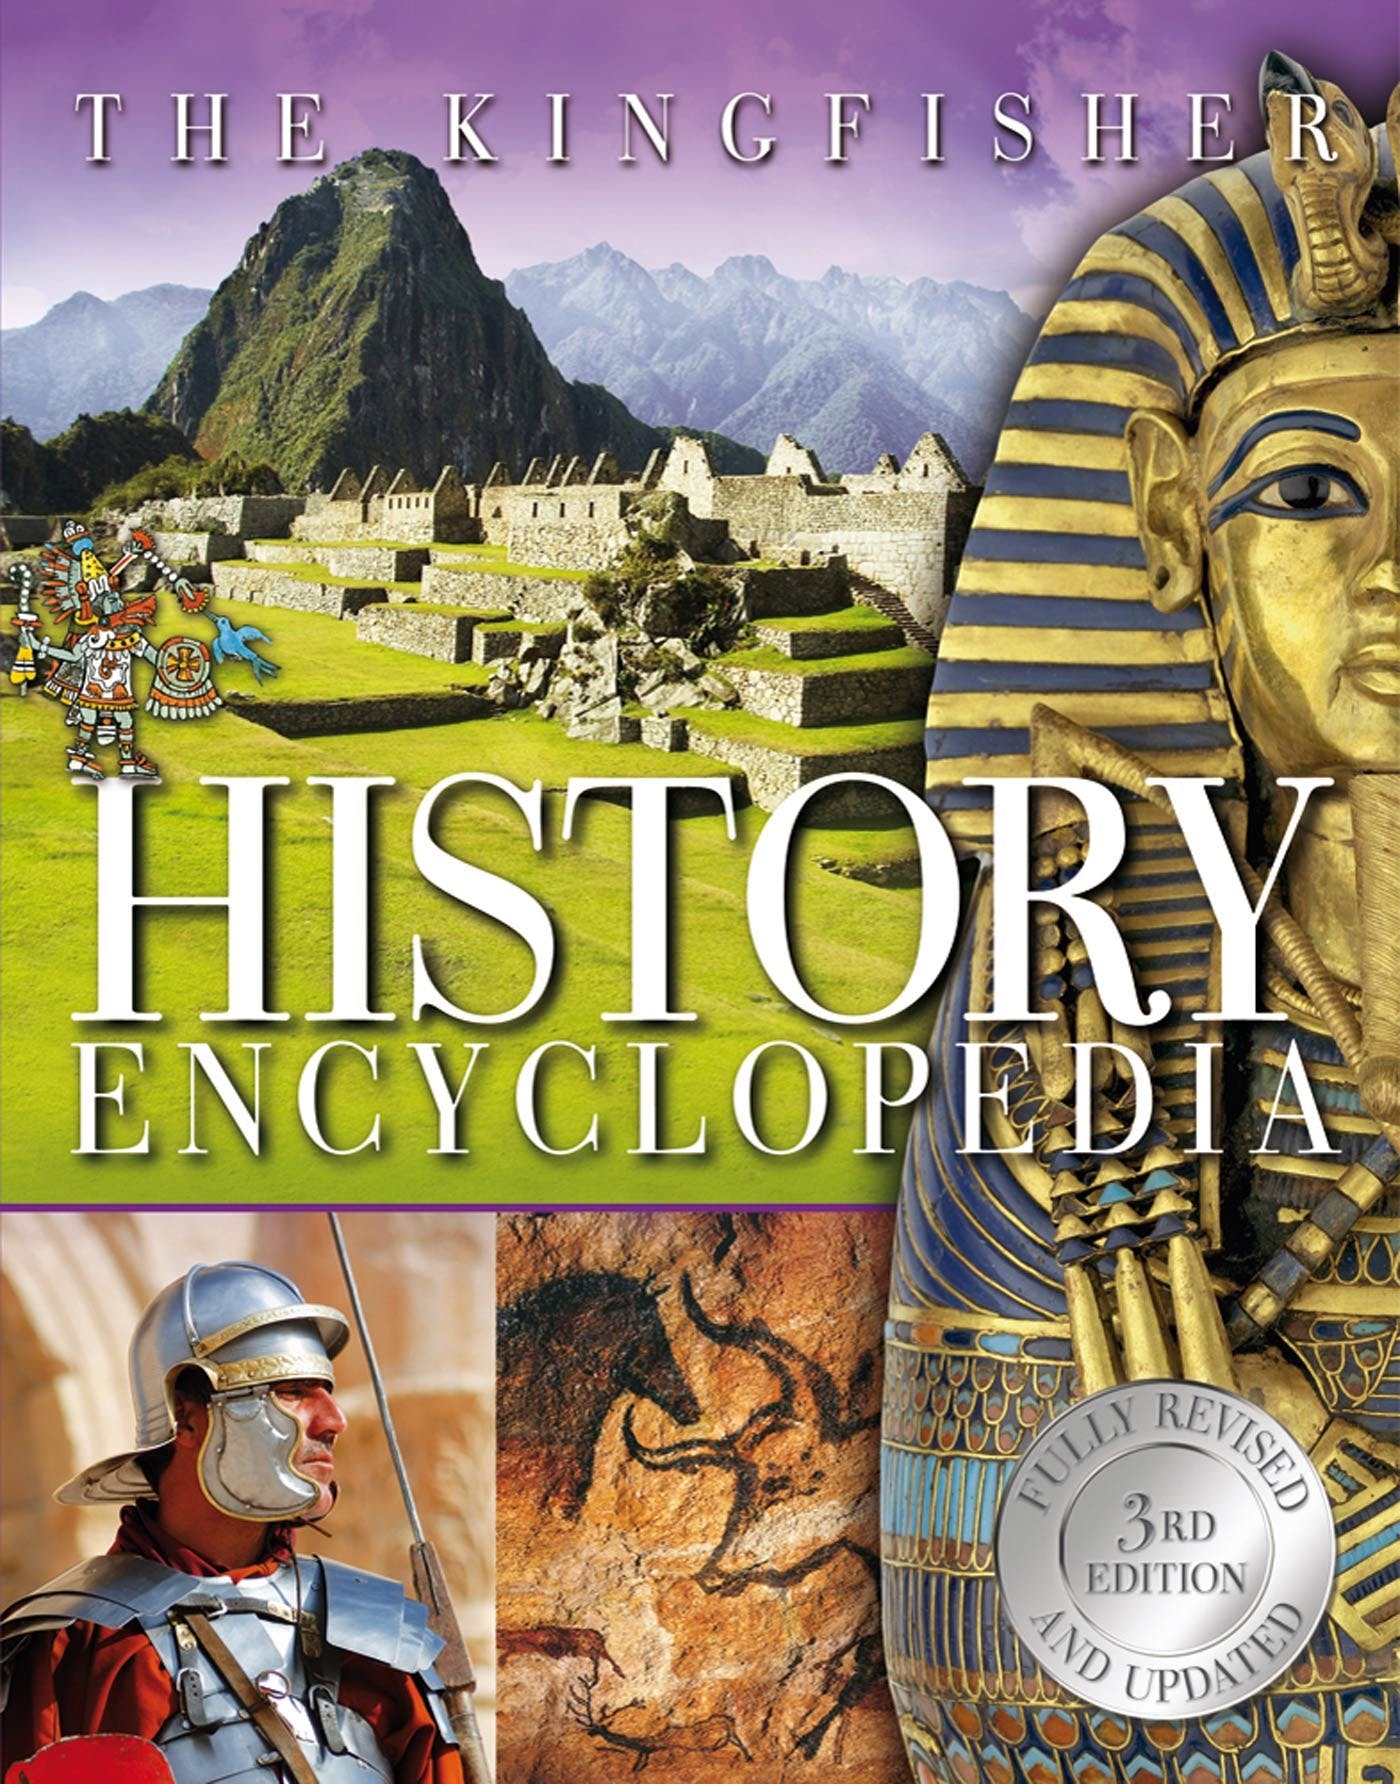 THE KINGFISHER
HISTORY
ENCYCLOPEDIA
FULLY REVISED
3RD
EDITION
AND UPDATED